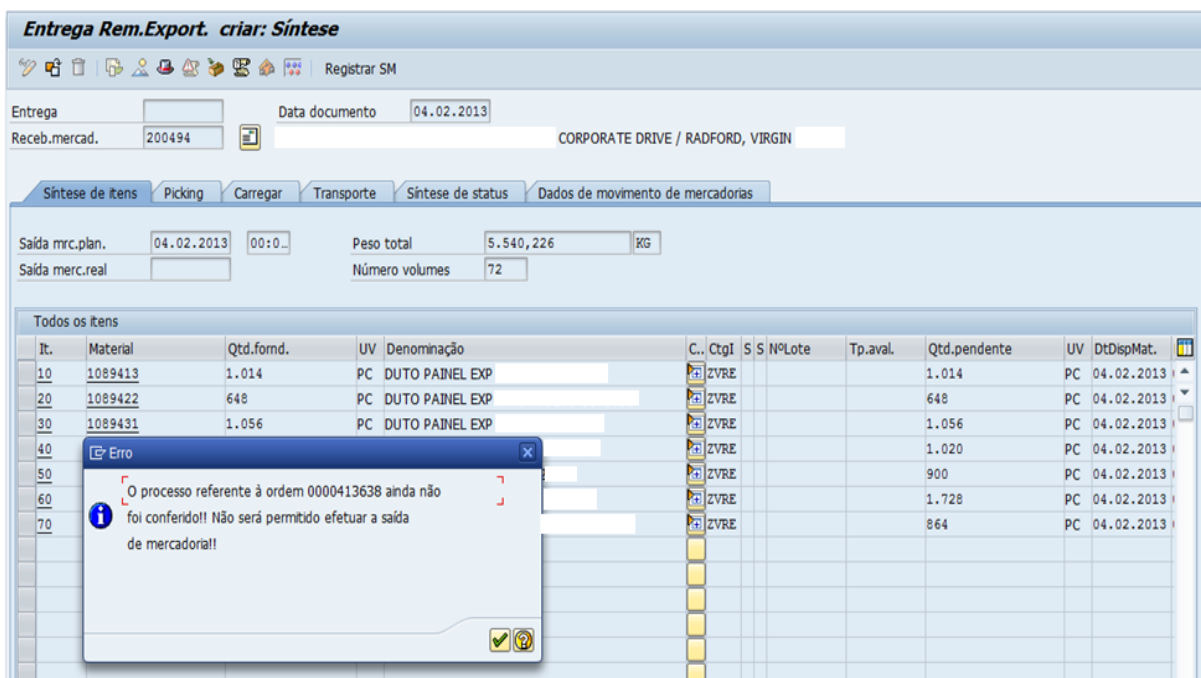 Entrega Rem.Export. criar: Síntese
Registrar SM
Entrega Data documento 04.02.2013
Receb.mercad. 200494 CORPORATE DRIVE / RADFORD, VIRGIN
Síntese de itens Picking Carregar Transporte Síntese de status Dados de movimento de mercadorias
Saída mrc.plan. 04.02.2013 00:0.. Peso total 5.540,226 KG
Saída merc.real Número volumes 72
Todos os itens
It. Material Qtd.fornd. UV Denominação C.. CtgI S S NºLote Tp.aval. Qtd.pendente UV DtDispMat.
10 1089413 1.014 PC DUTO PAINEL EXP ZVRE 1.014 PC 04.02.2013
20 1089422 648 PC DUTO PAINEL EXP ZVRE 648 PC 04.02.2013
30 1089431 1.056 PC DUTO PAINEL EXP ZVRE 1.056 PC 04.02.2013
40 ZVRE 1.020 PC 04.02.2013
50 ZVRE 900 PC 04.02.2013
60 ZVRE 1.728 PC 04.02.2013
70 ZVRE 864 PC 04.02.2013
Erro
O processo referente à ordem 0000413638 ainda não
foi conferido!! Não será permitido efetuar a saída
de mercadoria!!